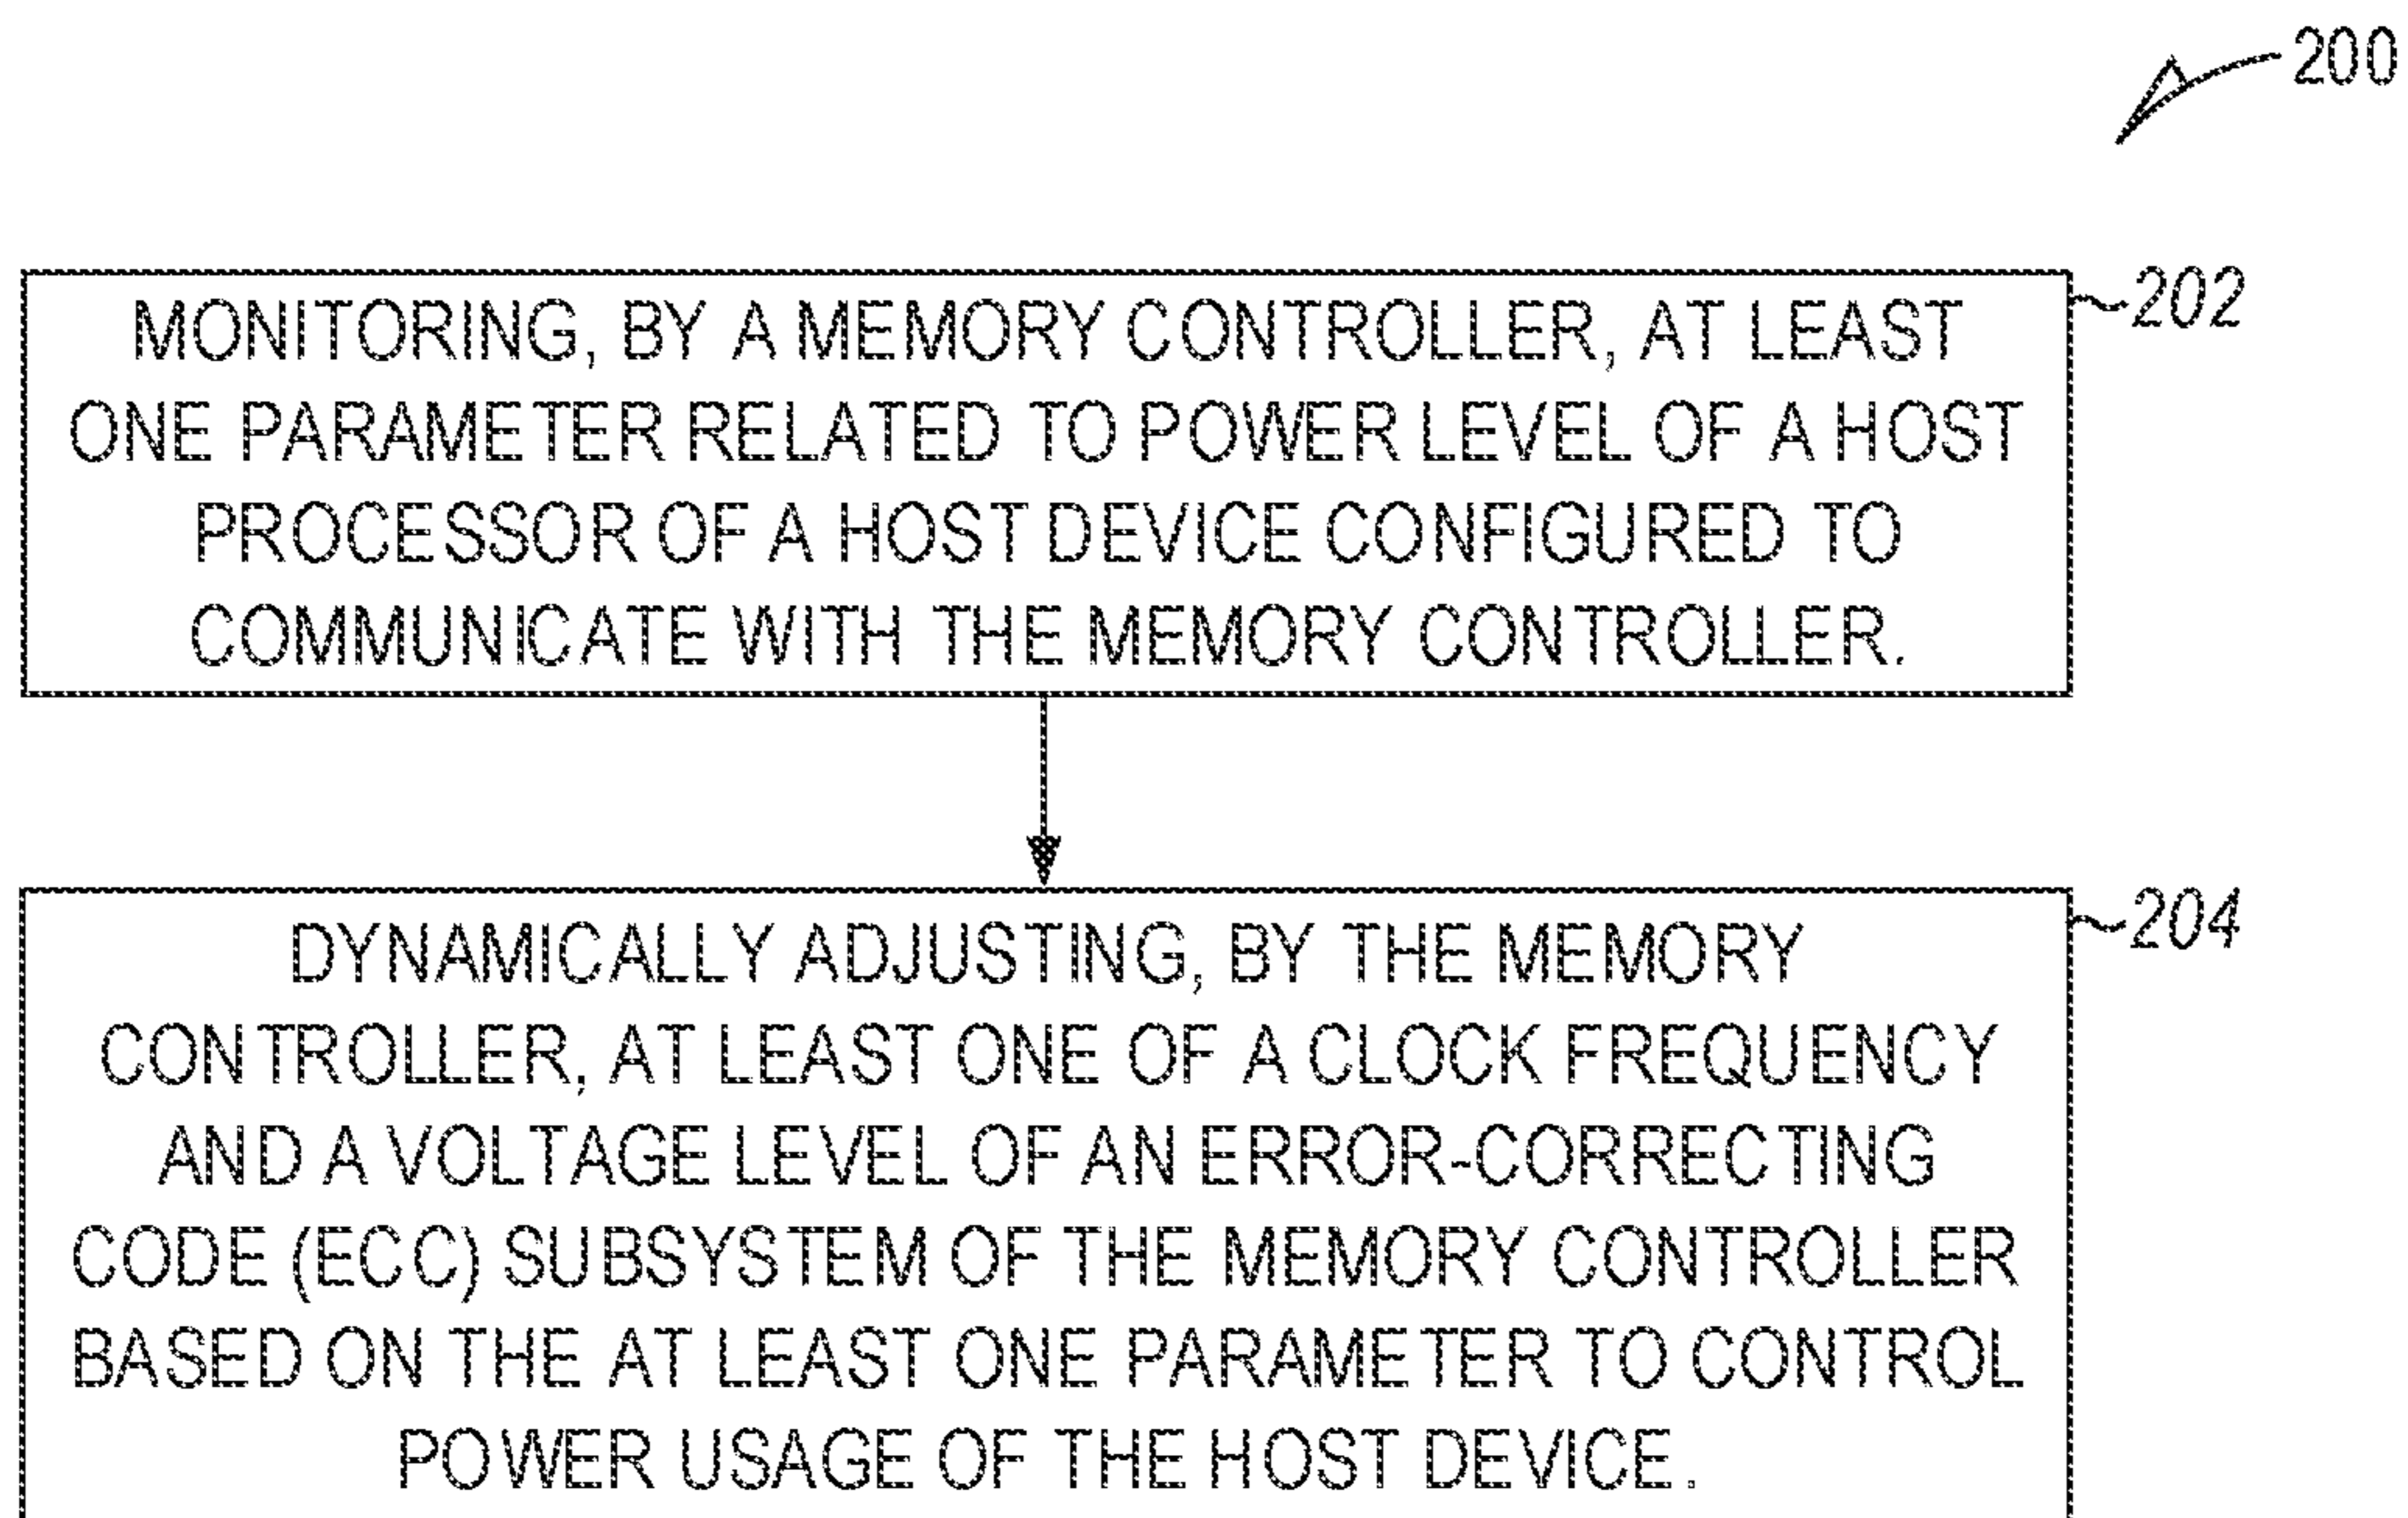 200
202
MONITORING, BY A MEMORY CONTROLLER, AT LEAST
ONE PARAMETER RELATED TO POWER LEVEL OF A HOST
PROCESSOR OF A HOST DEVICE CONFIGURED TO
COMMUNICATE WITH THE MEMORY CONTROLLER.
204
DYNAMICALLY ADJUSTING, BY THE MEMORY
CONTROLLER, AT LEAST ONE OF A CLOCK FREQUENCY
AND A VOLTAGE LEVEL OF AN ERROR-CORRECTING
CODE (ECC) SUBSYSTEM OF THE MEMORY CONTROLLER
BASED ON THE AT LEAST ONE PARAMETER TO CONTROL
POWER USAGE OF THE HOST DEVICE.